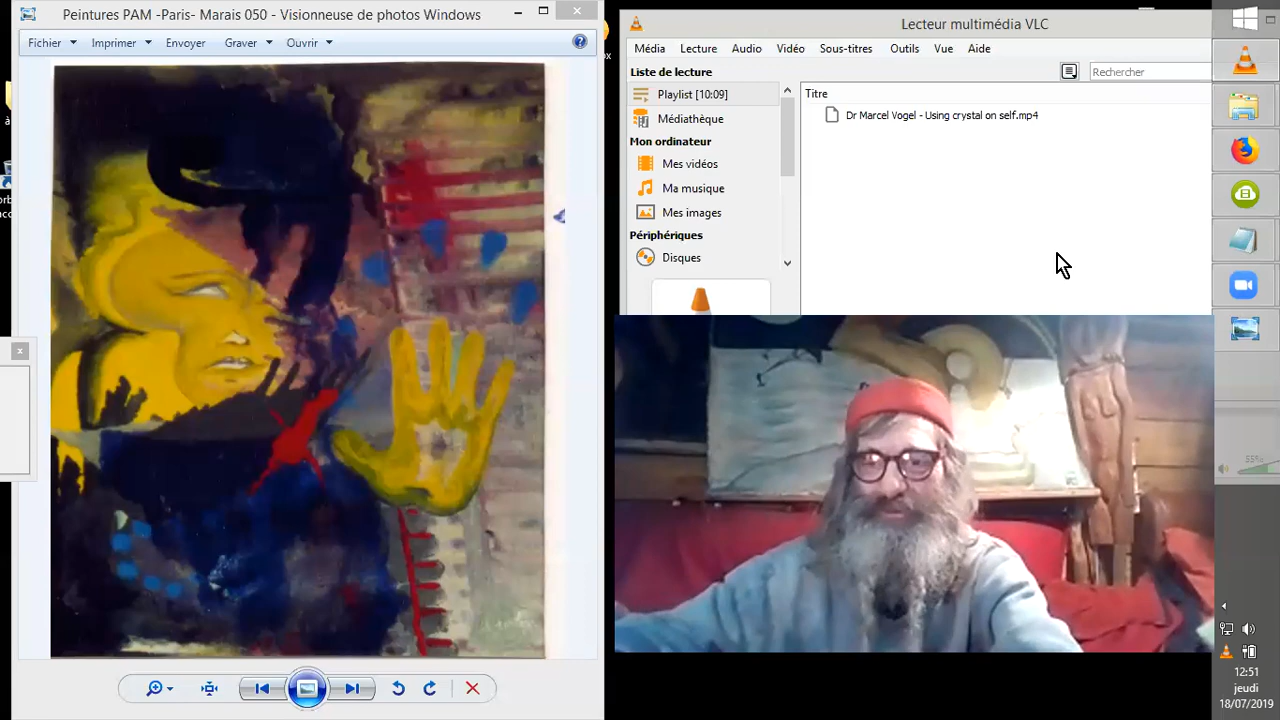 Peintures PAM -Paris- Marais 050 - Visionneuse de photos Windows
Fichier Imprimer Envoyer Graver Ouvrir
Lecteur multimédia VLC
Média Lecture Audio Vidéo Sous-titres Outils Vue Aide
Liste de lecture
Rechercher
Playlist [10:09]
Titre
Médiathèque
Dr Marcel Vogel - Using crystal on self.mp4
Mon ordinateur
Mes vidéos
Ma musique
Mes images
Périphériques
Disques
55%
12:51
jeudi
18/07/2019